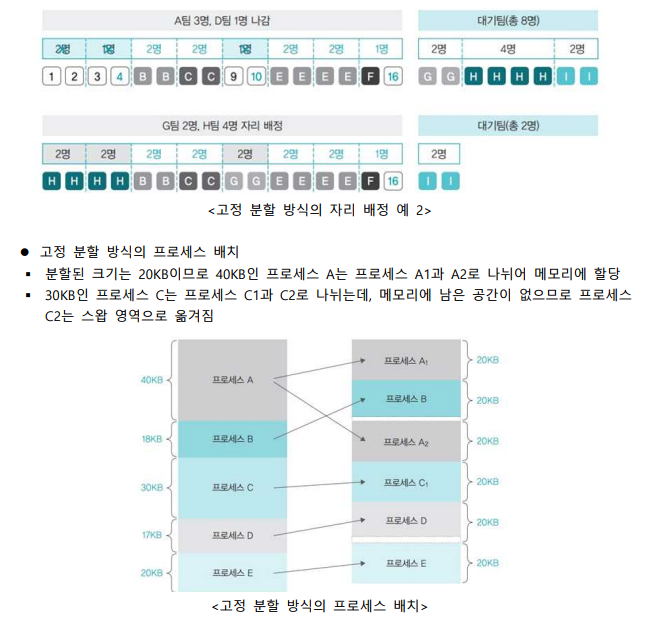 A팀 3명, D팀 1명 나감 대기팀(총 8명)
2명 1명 2명 2명 1명 2명 2명 1명 2명 4명 2명
1 2 3 4 B B C C 9 10 E E E E F 16 G G H H H H I I
G팀 2명, H팀 4명 자리 배정 대기팀(총 2명)
2명 2명 2명 2명 2명 2명 2명 1명 2명
H H H H B B C C G G E E E E F 16 I I
<고정 분할 방식의 자리 배정 예 2>
● 고정 분할 방식의 프로세스 배치
▪ 분할된 크기는 20KB이므로 40KB인 프로세스 A는 프로세스 A1과 A2로 나뉘어 메모리에 할당
▪ 30KB인 프로세스 C는 프로세스 C1과 C2로 나뉘는데, 메모리에 남은 공간이 없으므로 프로세스
C2는 스왑 영역으로 옮겨짐
40KB 프로세스 A 프로세스 A₁ 20KB
프로세스 B 20KB
18KB 프로세스 B 프로세스 A₂ 20KB
30KB 프로세스 C 프로세스 C₁ 20KB
17KB 프로세스 D 프로세스 D 20KB
20KB 프로세스 E 프로세스 E 20KB
<고정 분할 방식의 프로세스 배치>